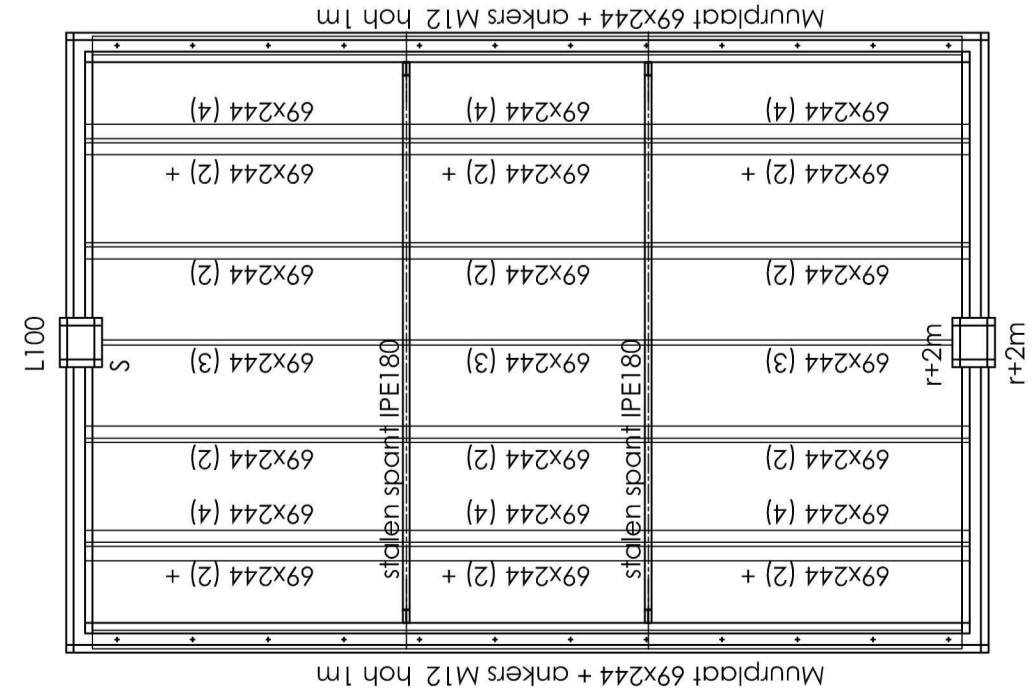 Muurplaat 69x244 + ankers M12 hoh 1m
69x244 (2) +
69x244 (2) +
69x244 (2) +
69x244 (4)
69x244 (4)
69x244 (4)
69x244 (2)
69x244 (2)
69x244 (2)
stalen spant IPE180
stalen spant IPE180
r+2m
r+2m
69x244 (3)
69x244 (3)
69x244 (3)
S
L100
69x244 (2)
69x244 (2)
69x244 (2)
69x244 (2) +
69x244 (2) +
69x244 (2) +
69x244 (4)
69x244 (4)
69x244 (4)
Muurplaat 69x244 + ankers M12 hoh 1m